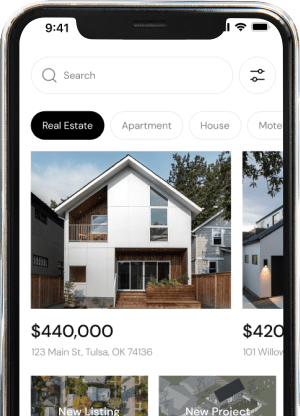 9:41
Search
Real Estate
Apartment
House
Mote
$440,000
$420
123 Main St, Tulsa, OK 74136
101 Willow
New Listing
New Project